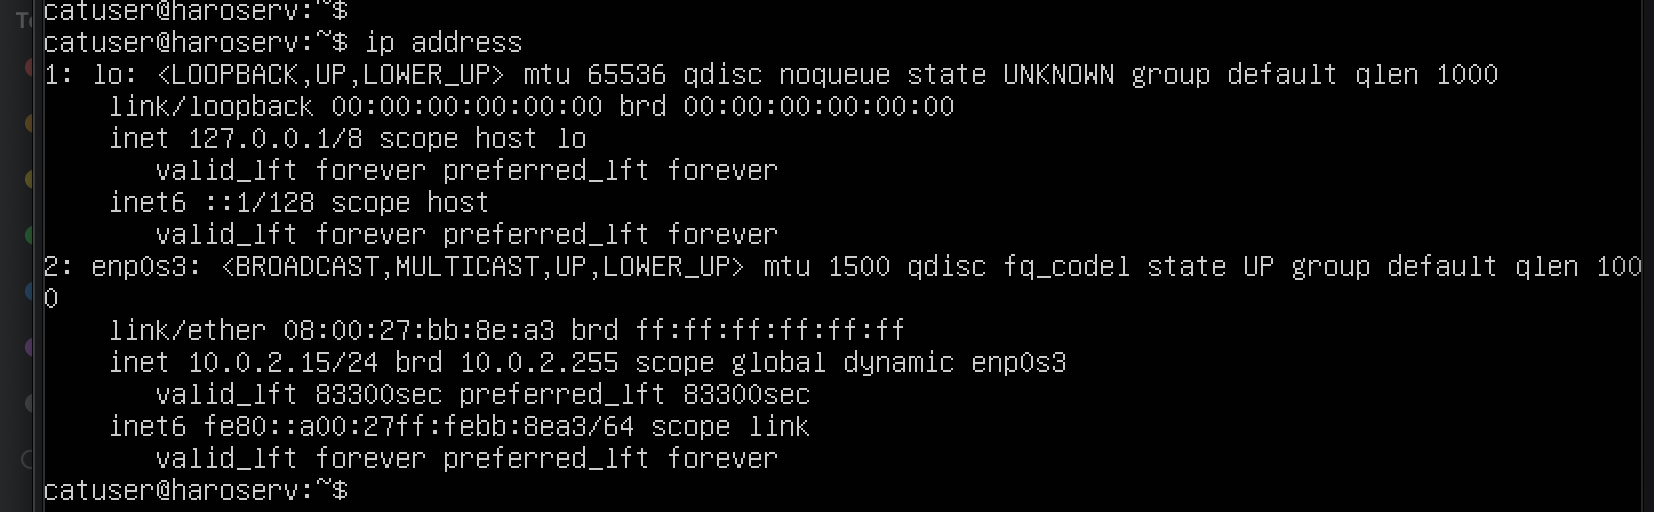 catuser@haroserv:~$
catuser@haroserv:~$ ip address
1: lo: <LOOPBACK,UP,LOWER_UP> mtu 65536 qdisc noqueue state UNKNOWN group default qlen 1000
    link/loopback 00:00:00:00:00:00 brd 00:00:00:00:00:00
    inet 127.0.0.1/8 scope host lo
       valid_lft forever preferred_lft forever
    inet6 ::1/128 scope host
       valid_lft forever preferred_lft forever
2: enp0s3: <BROADCAST,MULTICAST,UP,LOWER_UP> mtu 1500 qdisc fq_codel state UP group default qlen 100
0
    link/ether 08:00:27:bb:8e:a3 brd ff:ff:ff:ff:ff:ff
    inet 10.0.2.15/24 brd 10.0.2.255 scope global dynamic enp0s3
       valid_lft 83300sec preferred_lft 83300sec
    inet6 fe80::a00:27ff:febb:8ea3/64 scope link
       valid_lft forever preferred_lft forever
catuser@haroserv:~$